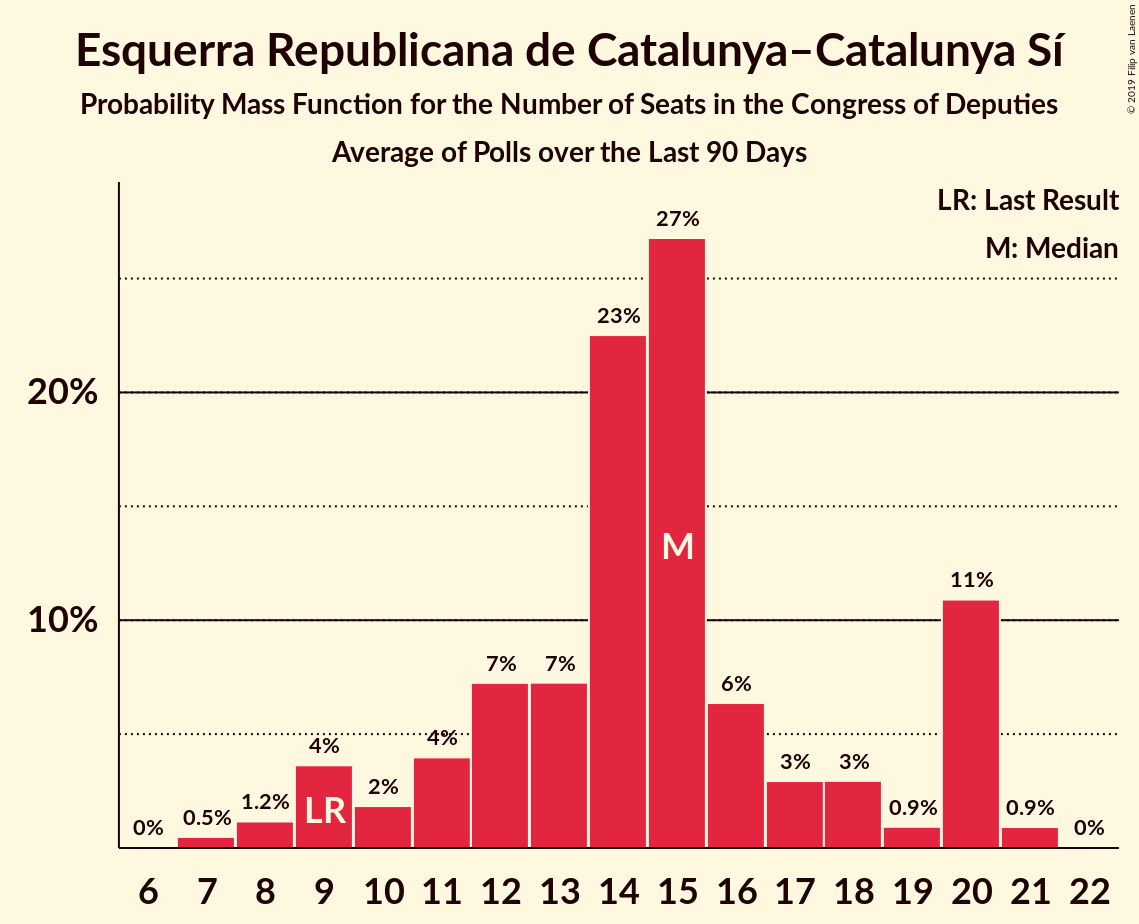 Esquerra Republicana de Catalunya–Catalunya Sí
Probability Mass Function for the Number of Seats in the Congress of Deputies
Average of Polls over the Last 90 Days
© 2019 Filip van Laenen
LR: Last Result
M: Median
27%
23%
20%
M
11%
10%
7% 7%
6%
4% 4%
3% 3%
2%
1.2%
LR
0.5%
0.9% 0.9%
0% 0%
6 7 8 9 10 11 12 13 14 15 16 17 18 19 20 21 22